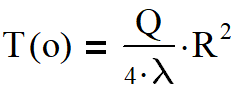 T(o) = Q/(4·λ)·R²